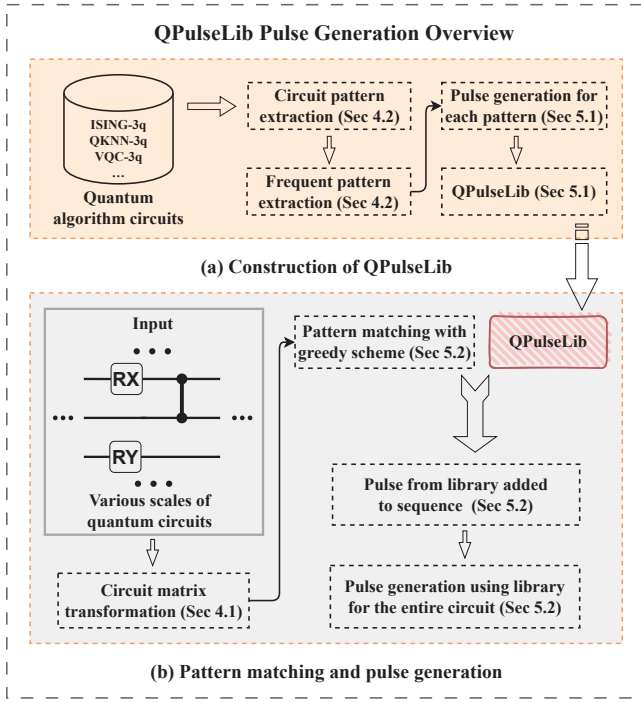 QPulseLib Pulse Generation Overview
ISING-3q
QKNN-3q
VQC-3q
...
Quantum
algorithm circuits
Circuit pattern
extraction (Sec 4.2)
Frequent pattern
extraction (Sec 4.2)
Pulse generation for
each pattern (Sec 5.1)
QPulseLib (Sec 5.1)
(a) Construction of QPulseLib
Input
RX
RY
Various scales of
quantum circuits
Circuit matrix
transformation (Sec 4.1)
Pattern matching with
greedy scheme (Sec 5.2)
QPulseLib
Pulse from library added
to sequence (Sec 5.2)
Pulse generation using library
for the entire circuit (Sec 5.2)
(b) Pattern matching and pulse generation